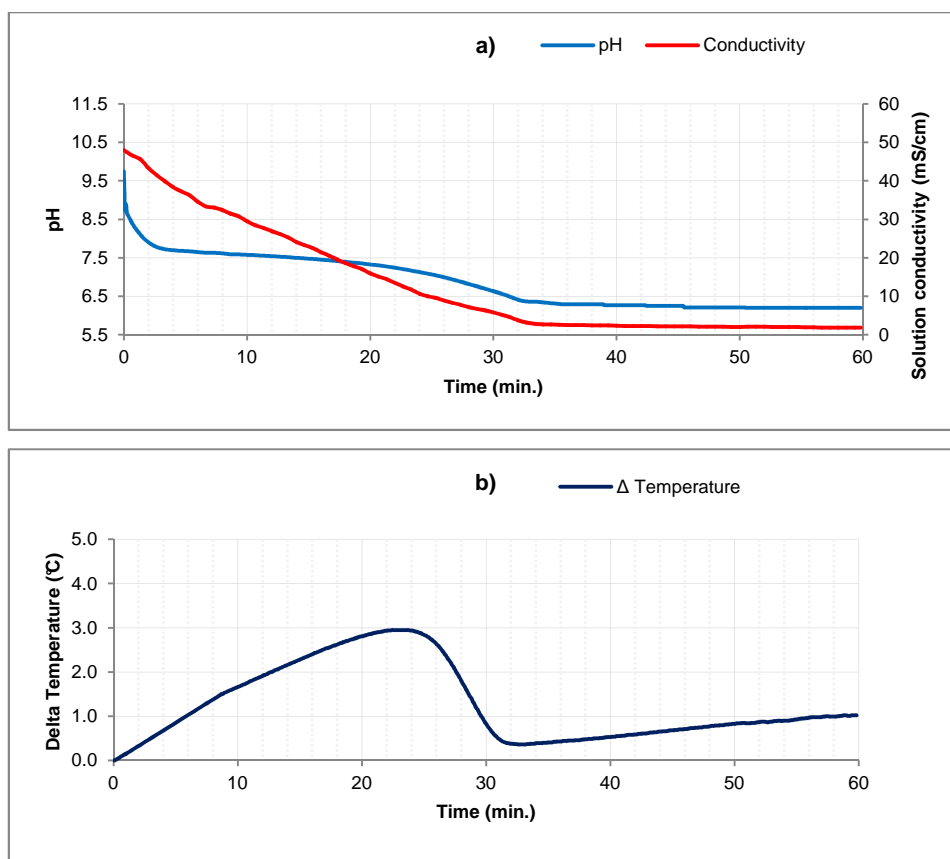 a) pH Conductivity
11.5
10.5
9.5
8.5
7.5
6.5
5.5
pH
60
50
40
30
20
10
0
Solution conductivity (mS/cm)
0 10 20 30 40 50 60
Time (min.)
b) Δ Temperature
5.0
4.0
3.0
2.0
1.0
0.0
Delta Temperature (°C)
0 10 20 30 40 50 60
Time (min.)